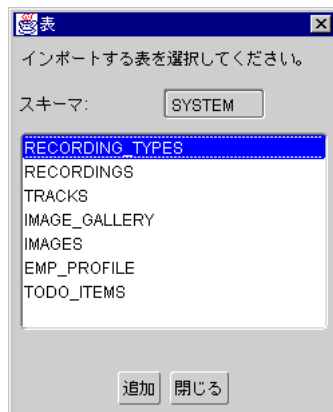 表
インポートする表を選択してください。
スキーマ: SYSTEM
RECORDING_TYPES
RECORDINGS
TRACKS
IMAGE_GALLERY
IMAGES
EMP_PROFILE
TODO_ITEMS
追加 閉じる